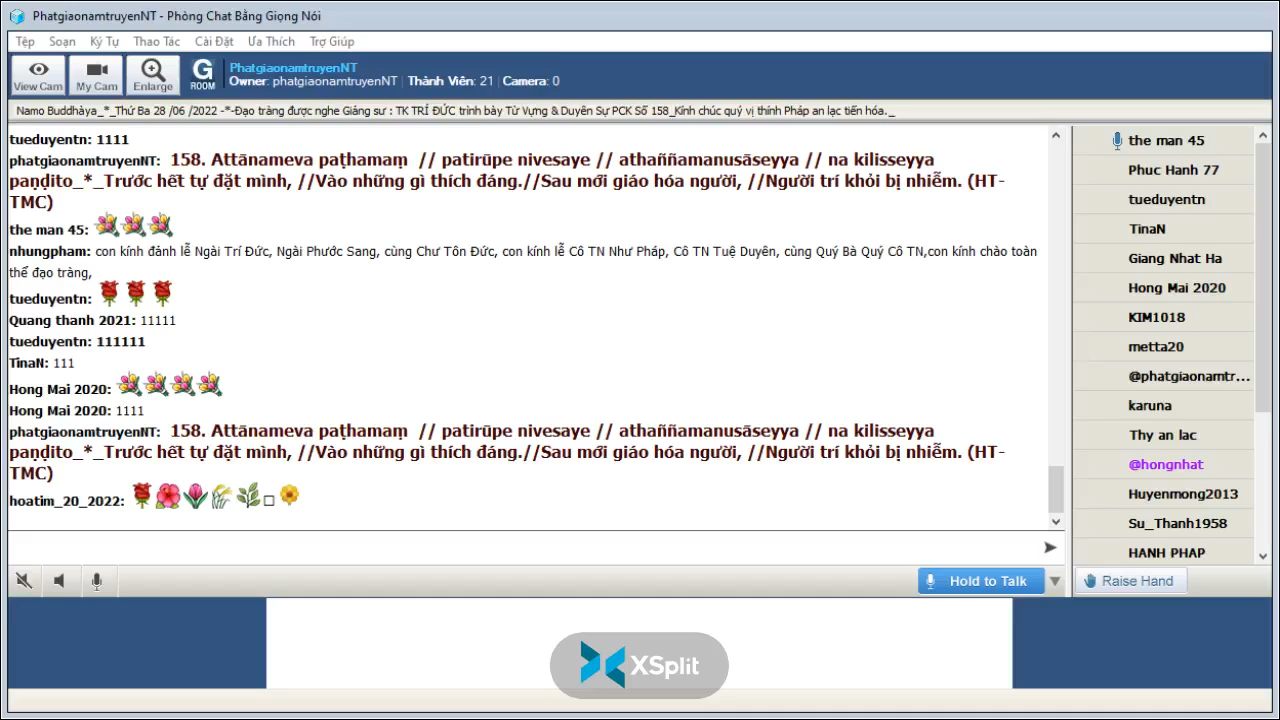 PhatgiaonamtruyenNT - Phòng Chat Bằng Giọng Nói
Tệp Soạn Ký Tự Thao Tác Cài Đặt Ưa Thích Trợ Giúp
View Cam My Cam Enlarge G ROOM
PhatgiaonamtruyenNT
Owner: phatgiaonamtruyenNT | Thành Viên: 21 | Camera: 0
Namo Buddhàya_*_Thứ Ba 28 /06 /2022 -*-Đạo tràng được nghe Giảng sư : TK TRÍ ĐỨC trình bày Từ Vựng & Duyên Sự PCK Số 158_Kính chúc quý vị thính Pháp an lạc tiến hóa._
tueduyentn: 1111
phatgiaonamtruyenNT: 158. Attānameva paṭhamaṃ // patirūpe nivesaye // athaññamanusāseyya // na kilisseyya
paṇḍito_*_Trước hết tự đặt mình, //Vào những gì thích đáng.//Sau mới giáo hóa người, //Người trí khỏi bị nhiễm. (HT-
TMC)
the man 45:
nhungpham: con kính đảnh lễ Ngài Trí Đức, Ngài Phước Sang, cùng Chư Tôn Đức, con kính lễ Cô TN Như Pháp, Cô TN Tuệ Duyên, cùng Quý Bà Quý Cô TN,con kính chào toàn
thể đạo tràng,
tueduyentn:
Quang thanh 2021: 11111
tueduyentn: 111111
TinaN: 111
Hong Mai 2020:
Hong Mai 2020: 1111
phatgiaonamtruyenNT: 158. Attānameva paṭhamaṃ // patirūpe nivesaye // athaññamanusāseyya // na kilisseyya
paṇḍito_*_Trước hết tự đặt mình, //Vào những gì thích đáng.//Sau mới giáo hóa người, //Người trí khỏi bị nhiễm. (HT-
TMC)
hoatim_20_2022:
the man 45
Phuc Hanh 77
tueduyentn
TinaN
Giang Nhat Ha
Hong Mai 2020
KIM1018
metta20
@phatgiaonamtr...
karuna
Thy an lac
@hongnhat
Huyenmong2013
Su_Thanh1958
HANH PHAP
Hold to Talk
Raise Hand
XSplit